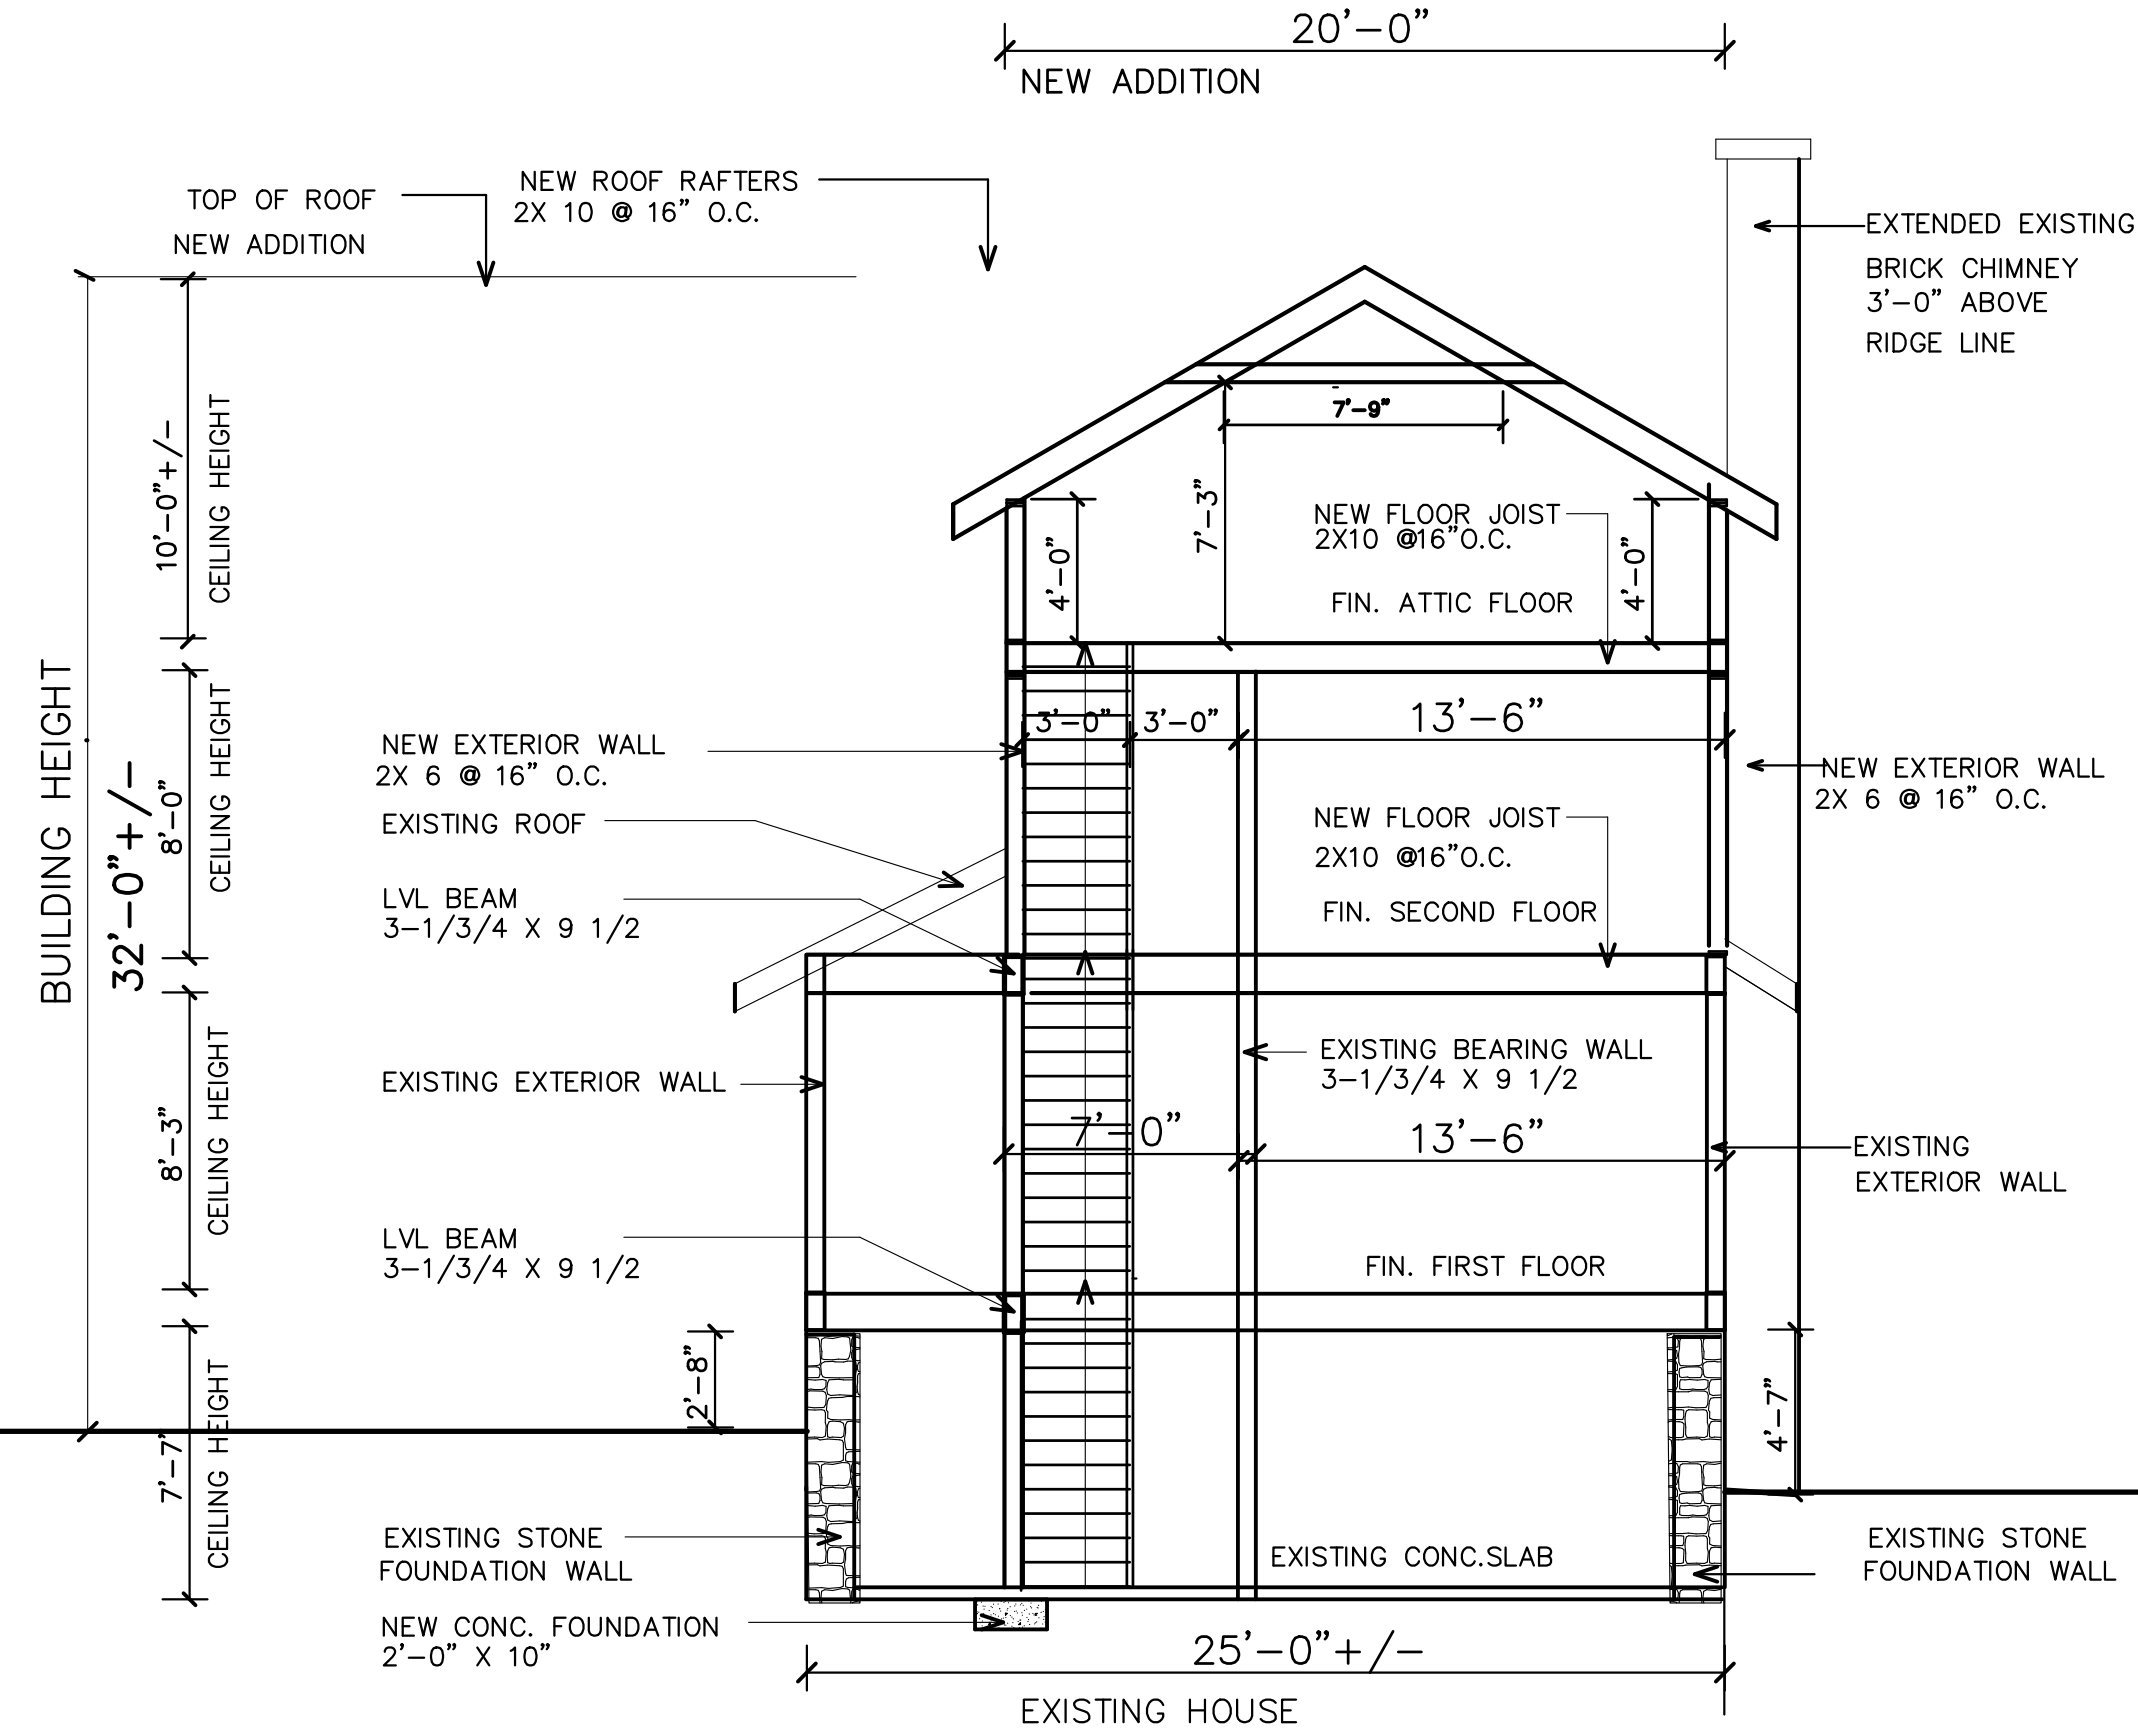 20'-0"
NEW ADDITION
TOP OF ROOF
NEW ADDITION
NEW ROOF RAFTERS
2X 10 @ 16" O.C.
EXTENDED EXISTING
BRICK CHIMNEY
3'-0" ABOVE
RIDGE LINE
BUILDING HEIGHT
32'-0"+/-
10'-0"+/-
CEILING HEIGHT
8'-0"
CEILING HEIGHT
8'-3"
CEILING HEIGHT
7'-7"
CEILING HEIGHT
7'-9"
7'-3"
4'-0"
4'-0"
NEW FLOOR JOIST
2X10 @16"O.C.
FIN. ATTIC FLOOR
3'-0"
3'-0"
13'-6"
NEW EXTERIOR WALL
2X 6 @ 16" O.C.
NEW EXTERIOR WALL
2X 6 @ 16" O.C.
EXISTING ROOF
NEW FLOOR JOIST
2X10 @16"O.C.
LVL BEAM
3-1/3/4 X 9 1/2
FIN. SECOND FLOOR
EXISTING EXTERIOR WALL
EXISTING BEARING WALL
3-1/3/4 X 9 1/2
7'-0"
13'-6"
EXISTING
EXTERIOR WALL
LVL BEAM
3-1/3/4 X 9 1/2
FIN. FIRST FLOOR
2'-8"
4'-7"
EXISTING STONE
FOUNDATION WALL
EXISTING CONC.SLAB
EXISTING STONE
FOUNDATION WALL
NEW CONC. FOUNDATION
2'-0" X 10"
25'-0"+/-
EXISTING HOUSE